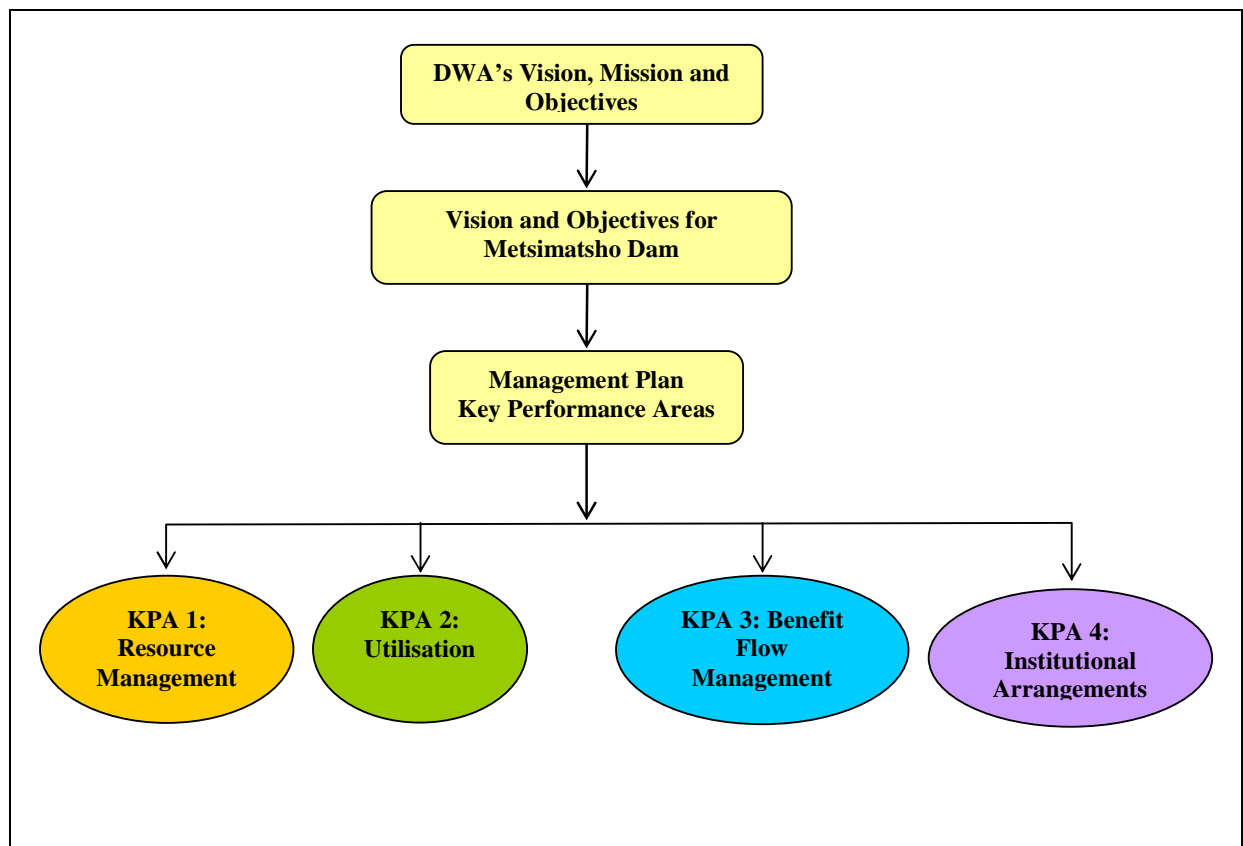 DWA’s Vision, Mission and
Objectives
Vision and Objectives for
Metsimatsho Dam
Management Plan
Key Performance Areas
KPA 1:
Resource
Management
KPA 2:
Utilisation
KPA 3: Benefit
Flow
Management
KPA 4:
Institutional
Arrangements